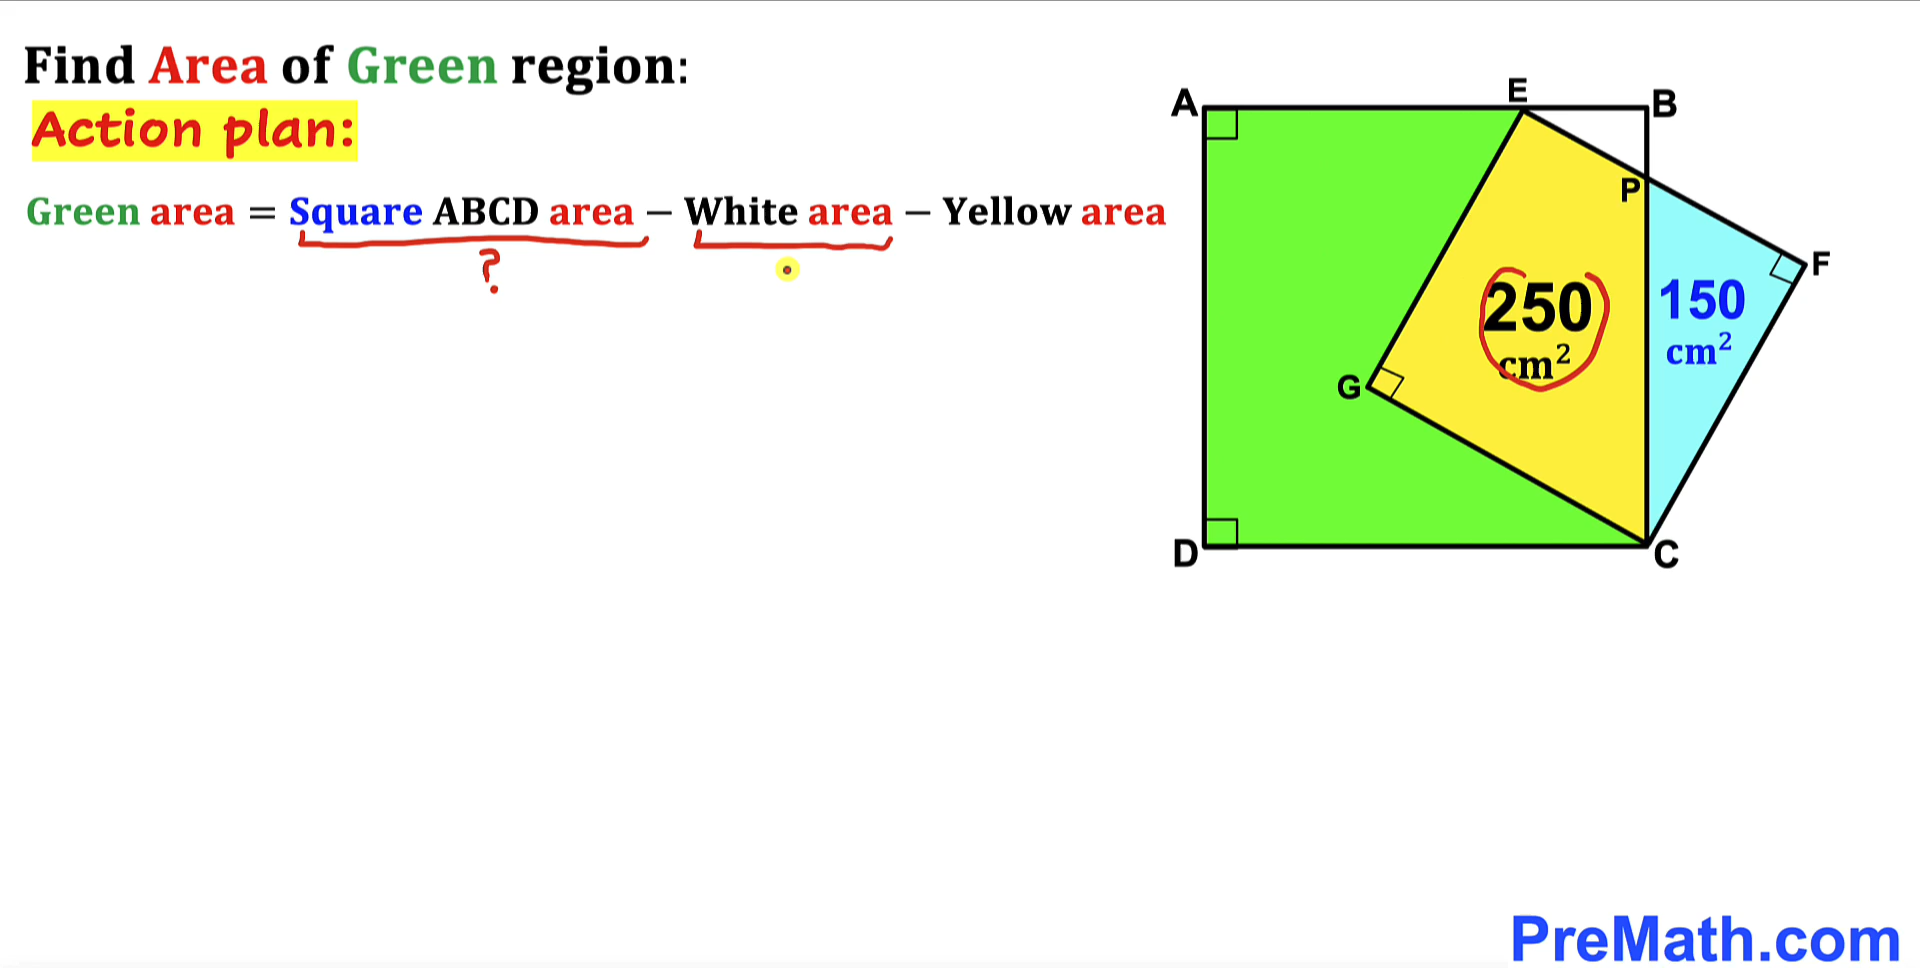 Find Area of Green region:
Action plan:
Green area = Square ABCD area − White area − Yellow area
?
A
E
B
P
F
250
cm²
150
cm²
G
D
C
PreMath.com